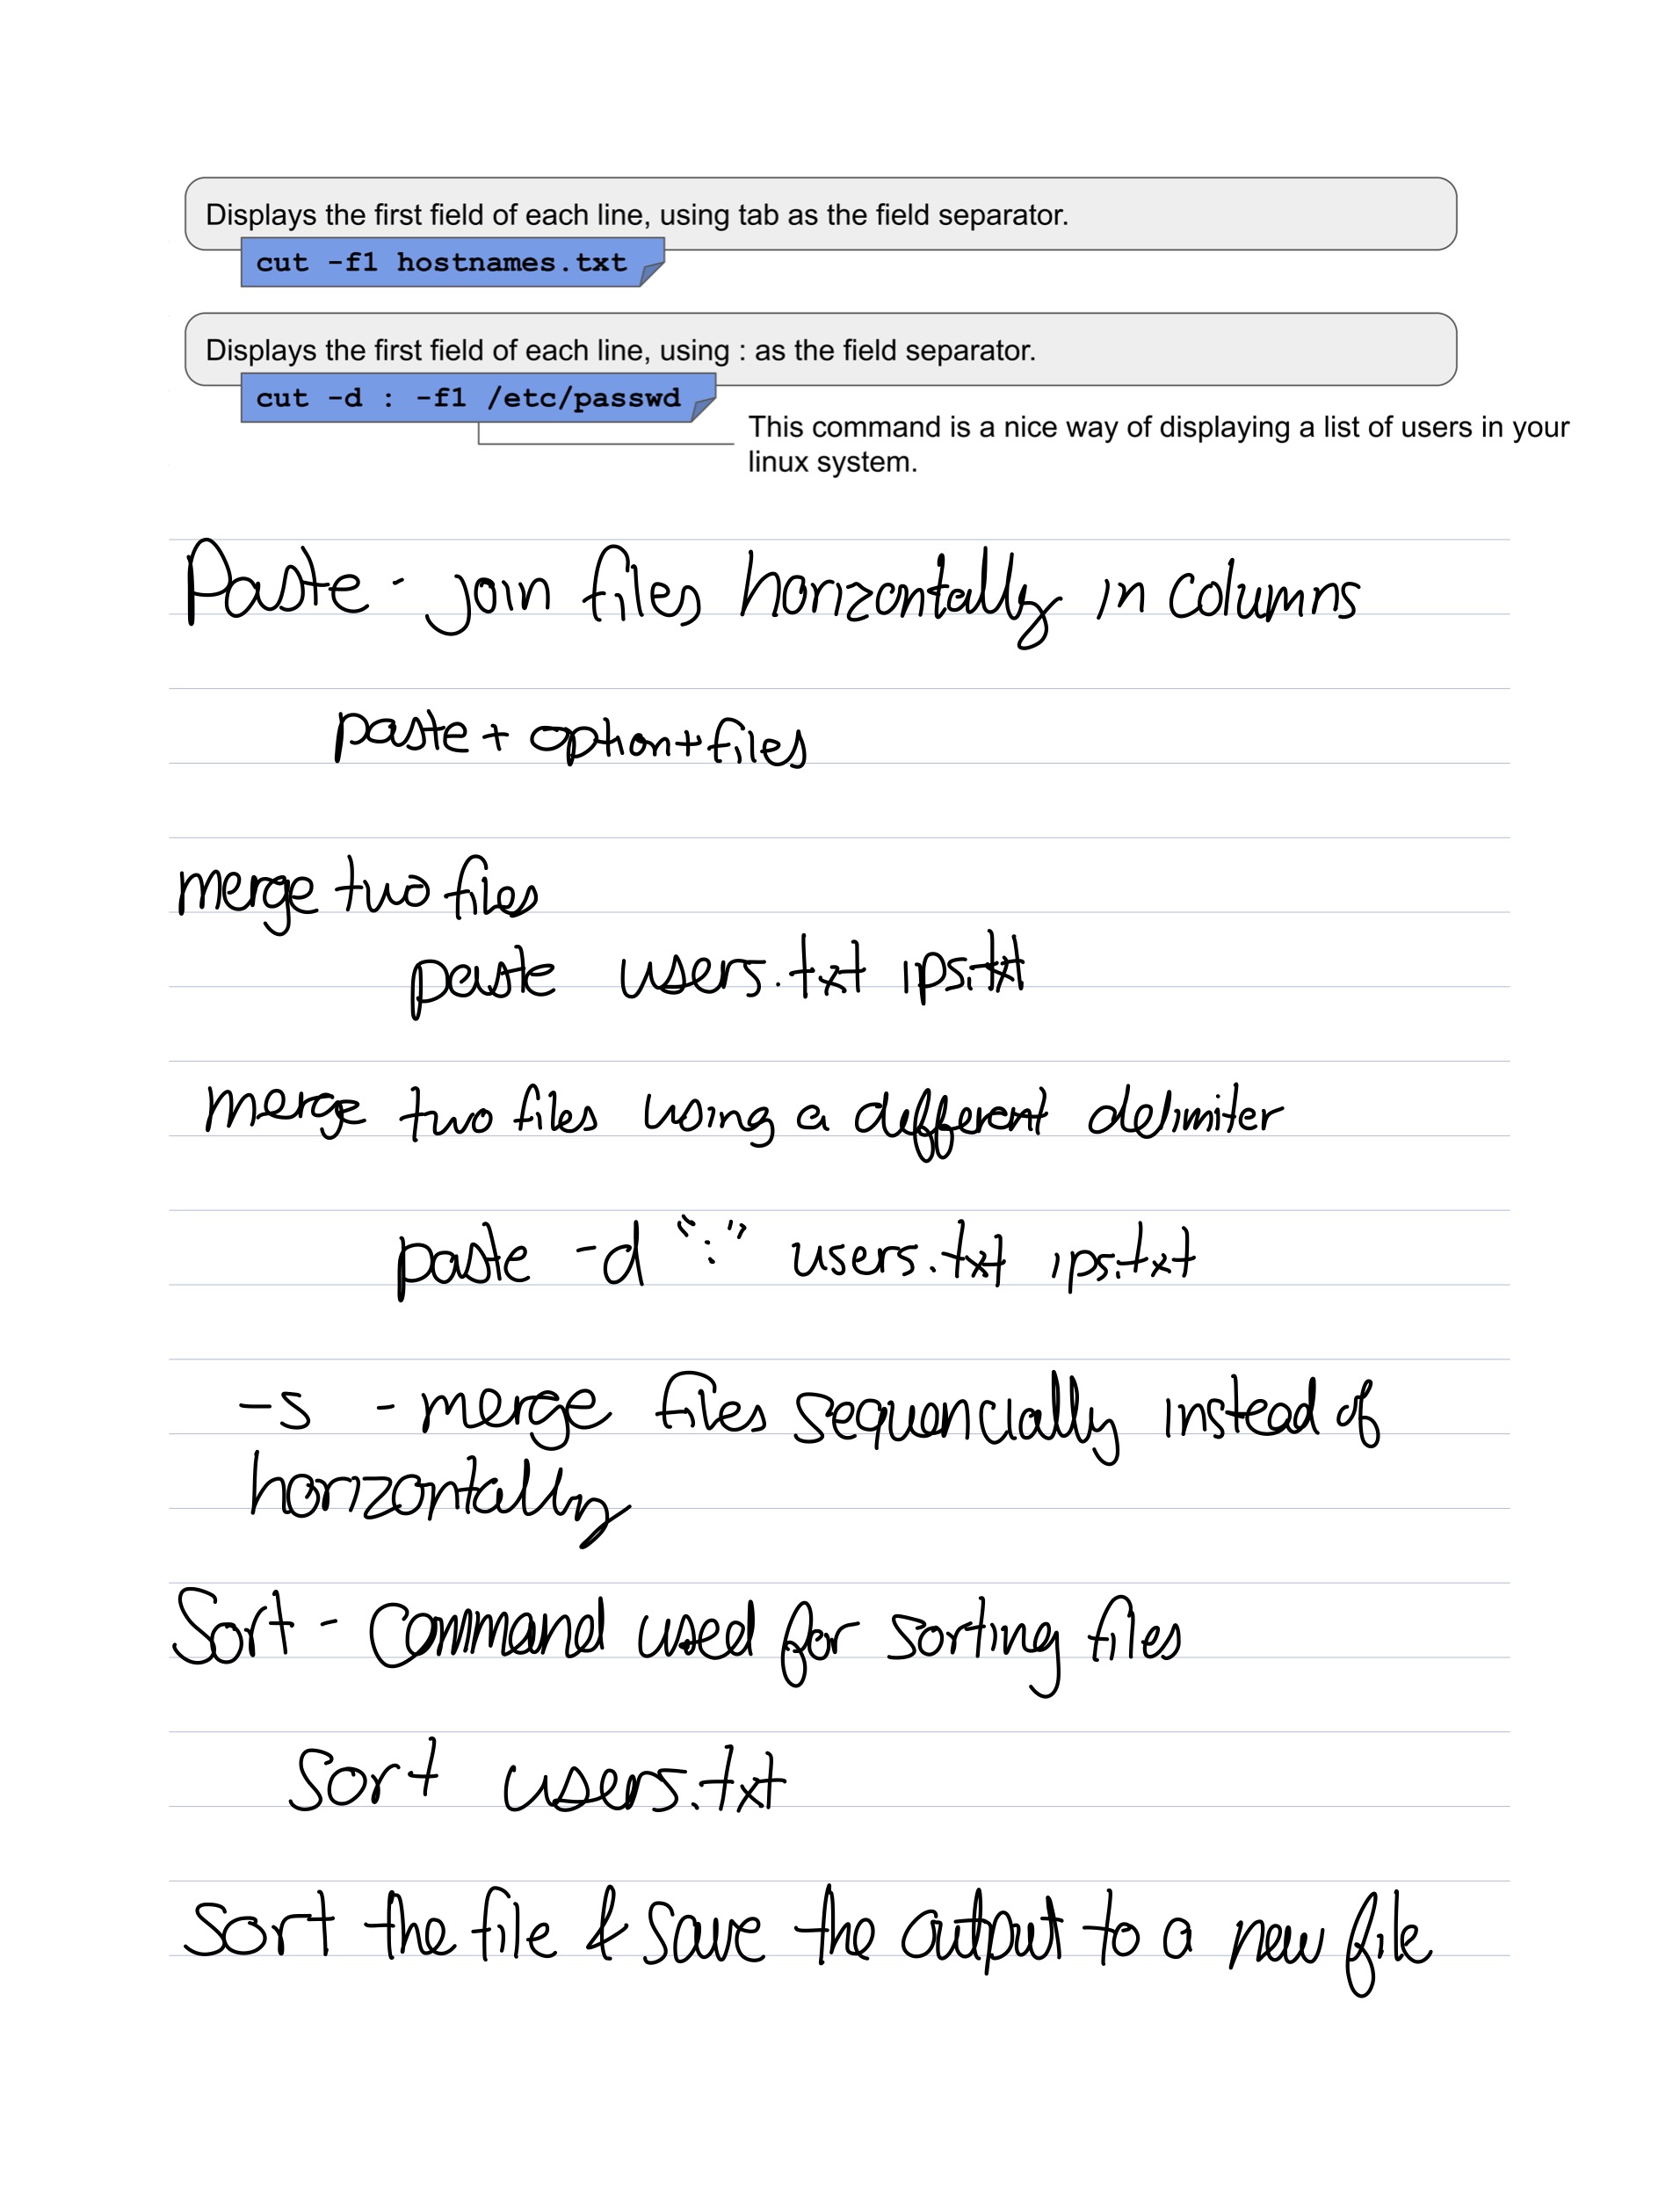 Displays the first field of each line, using tab as the field separator.
cut -f1 hostnames.txt
Displays the first field of each line, using : as the field separator.
cut -d : -f1 /etc/passwd
This command is a nice way of displaying a list of users in your
linux system.
Paste - join files horizontally in columns
paste + option + files
merge two files
paste users.txt ips.txt
merge two files using a different delimiter
paste -d ":" users.txt ips.txt
-s - merge files sequencially instead of
horizontally
Sort - Command used for sorting files
Sort users.txt
sort the file & save the output to a new file